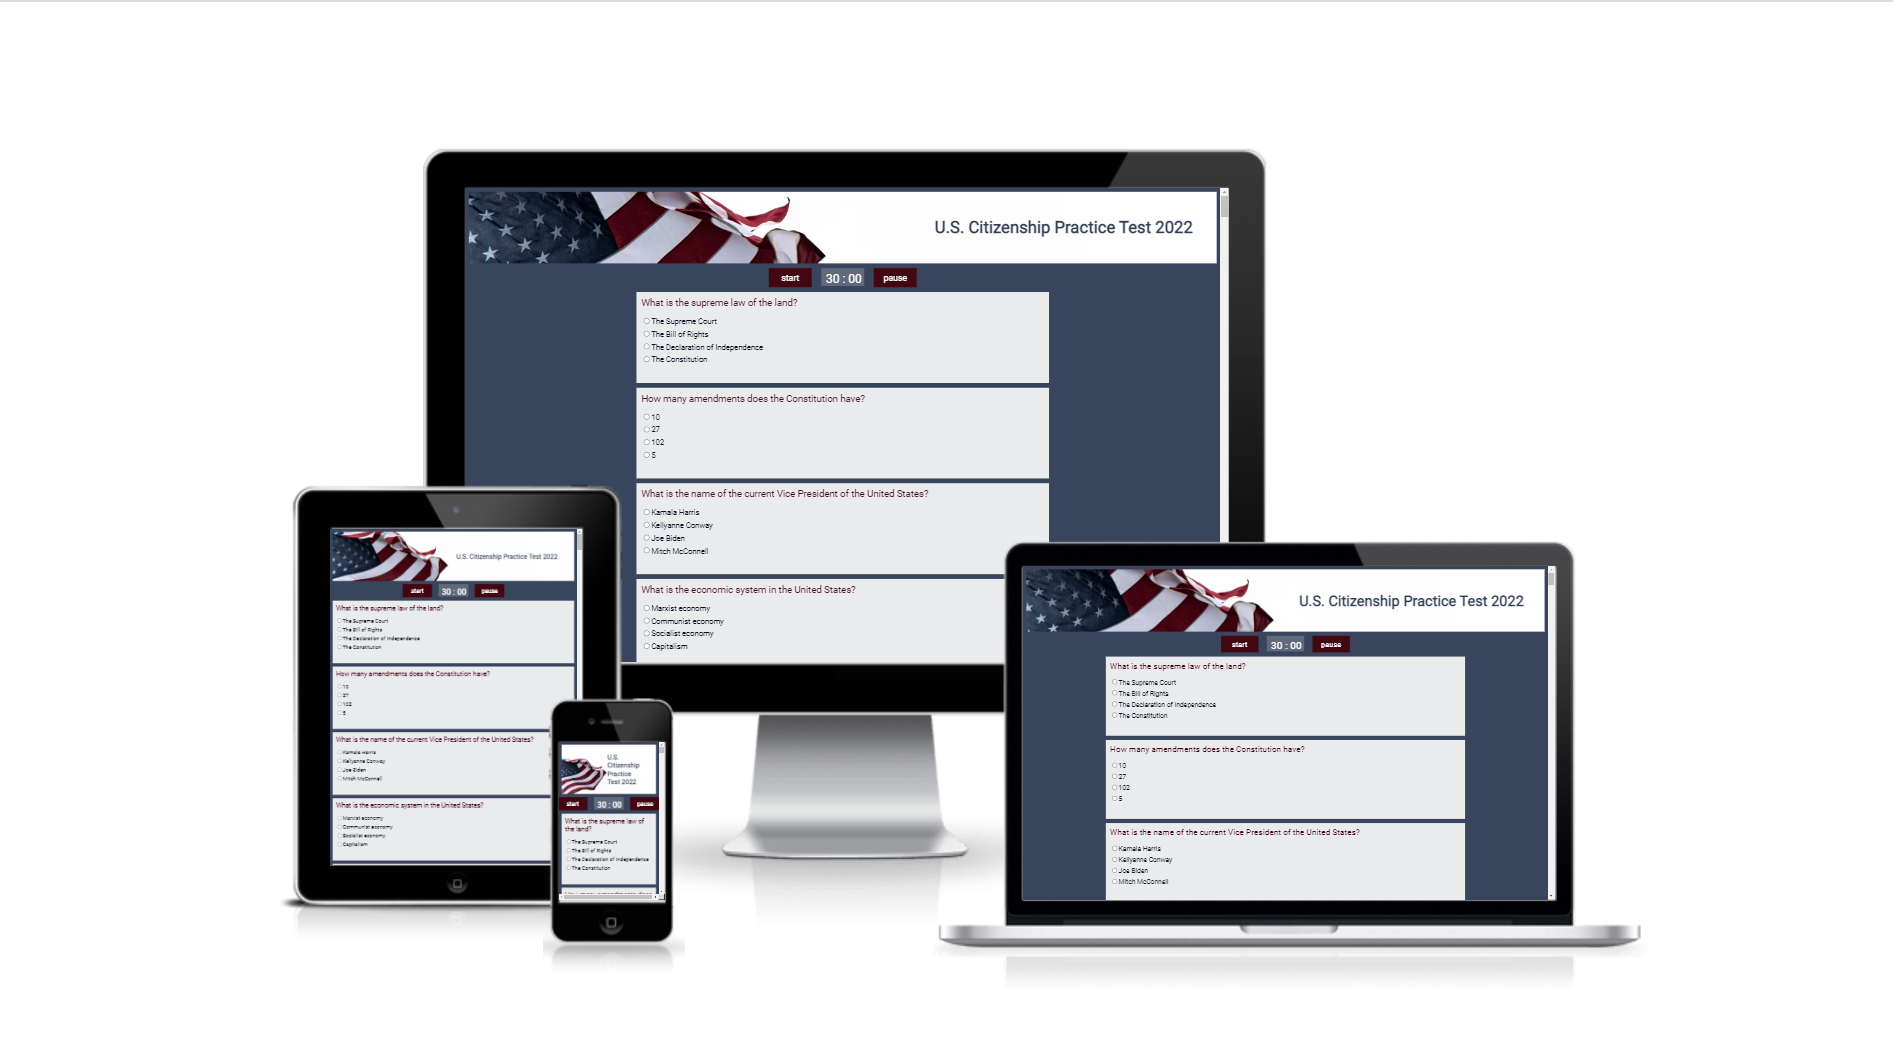 U.S. Citizenship Practice Test 2022
start 30 : 00 pause
What is the supreme law of the land?
The Supreme Court
The Bill of Rights
The Declaration of Independence
The Constitution
How many amendments does the Constitution have?
10
27
102
5
What is the name of the current Vice President of the United States?
Kamala Harris
Kellyanne Conway
Joe Biden
Mitch McConnell
What is the economic system in the United States?
Marxist economy
Communist economy
Socialist economy
Capitalism
U.S. Citizenship Practice Test 2022
start 30 : 00 pause
What is the supreme law of the land?
The Supreme Court
The Bill of Rights
The Declaration of Independence
The Constitution
How many amendments does the Constitution have?
10
27
102
5
What is the name of the current Vice President of the United States?
Kamala Harris
Kellyanne Conway
Joe Biden
Mitch McConnell
What is the economic system in the United States?
Marxist economy
Communist economy
Socialist economy
Capitalism
U.S.
Citizenship
Practice
Test 2022
start 30 : 00 pause
What is the supreme law of
the land?
The Supreme Court
The Bill of Rights
The Declaration of Independence
The Constitution
U.S. Citizenship Practice Test 2022
start 30 : 00 pause
What is the supreme law of the land?
The Supreme Court
The Bill of Rights
The Declaration of Independence
The Constitution
How many amendments does the Constitution have?
10
27
102
5
What is the name of the current Vice President of the United States?
Kamala Harris
Kellyanne Conway
Joe Biden
Mitch McConnell